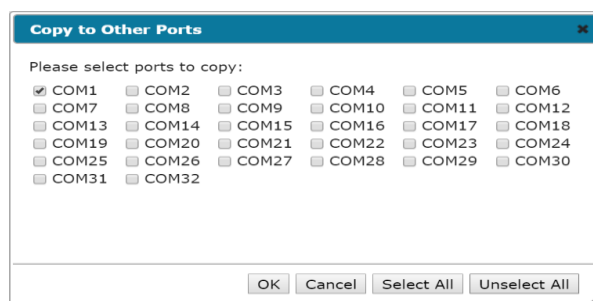 Copy to Other Ports
Please select ports to copy:
COM1 COM2 COM3 COM4 COM5 COM6
COM7 COM8 COM9 COM10 COM11 COM12
COM13 COM14 COM15 COM16 COM17 COM18
COM19 COM20 COM21 COM22 COM23 COM24
COM25 COM26 COM27 COM28 COM29 COM30
COM31 COM32
OK Cancel Select All Unselect All